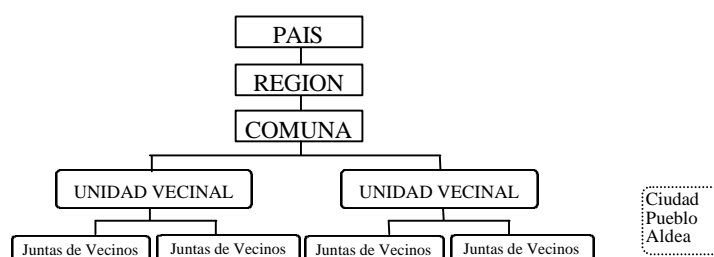 PAIS
REGION
COMUNA
UNIDAD VECINAL UNIDAD VECINAL
Juntas de Vecinos Juntas de Vecinos Juntas de Vecinos Juntas de Vecinos
Ciudad
Pueblo
Aldea